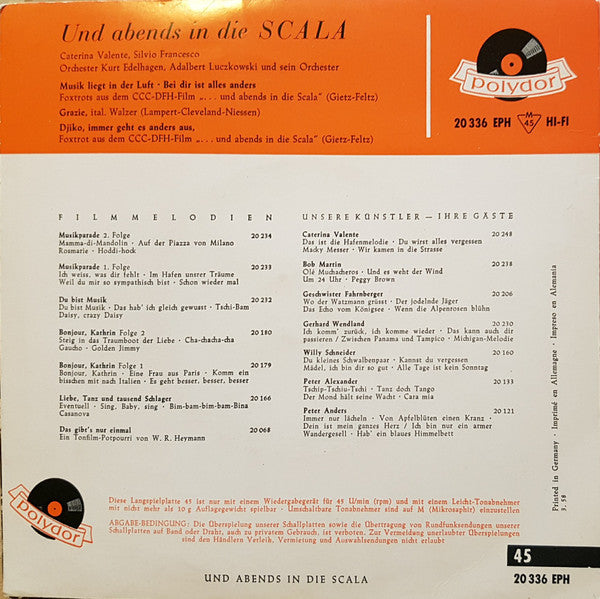 Und abends in die SCALA
Caterina Valente, Silvio Francesco
Orchester Kurt Edelhagen, Adalbert Luczkowski und sein Orchester
Musik liegt in der Luft · Bei dir ist alles anders
Foxtrots aus dem CCC-DFH-Film „. . . und abends in die Scala“ (Gietz-Feltz)
Grazie, ital. Walzer (Lampert-Cleveland-Niessen)
Djiko, immer geht es anders aus,
Foxtrot aus dem CCC-DFH-Film „. . . und abends in die Scala“ (Gietz-Feltz)
Polydor
20 336 EPH M 45 HI-FI
FILMMELODIEN
Musikparade 2. Folge 20 234
Mamma-di-Mandolin · Auf der Piazza von Milano
Rosmarie · Hoddi-hock
Musikparade 1. Folge 20 233
Ich weiss, was dir fehlt · Im Hafen unsrer Träume
Weil du mir so sympathisch bist · Schon wieder mal
Du bist Musik 20 232
Du bist Musik · Das hab' ich gleich gewusst · Tschi-Bam
Daisy, crazy Daisy
Bonjour, Kathrin Folge 2 20 180
Steig in das Traumboot der Liebe · Cha-cha-cha
Gaucho · Golden Jimmy
Bonjour, Kathrin Folge 1 20 179
Bonjour, Kathrin · Eine Frau aus Paris · Komm ein
bisschen mit nach Italien · Es geht besser, besser, besser
Liebe, Tanz und tausend Schlager 20 166
Eventuell · Sing, Baby, sing · Bim-bam-bim-bam-Bina
Casanova
Das gibt's nur einmal 20 068
Ein Tonfilm-Potpourri von W. R. Heymann
UNSERE KÜNSTLER — IHRE GÄSTE
Caterina Valente 20 248
Das ist die Hafenmelodie · Du wirst alles vergessen
Macky Messer · Wir kamen in die Strasse
Bob Martin 20 238
Olé Muchacheros · Und es weht der Wind
Um 24 Uhr · Peggy Brown
Geschwister Fahrnberger 20 206
Wo der Watzmann grüsst · Der jodelnde Jäger
Das Echo vom Königsee · Wenn die Alpenrosen blühn
Gerhard Wendland 20 230
Ich komm' zurück, ich komme wieder · Das kann auch dir
passieren / Zwischen Panama und Tampico · Michigan-Melodie
Willy Schneider 20 160
Du kleines Schwalbenpaar · Kannst du vergessen
Mädel, ich bin dir so gut · Alle Tage ist kein Sonntag
Peter Alexander 20 133
Tschip-Tschiu-Tschi · Tanz doch Tango
Der Mond hält seine Wacht · Cara mia
Peter Anders 20 121
Immer nur lächeln · Von Apfelblüten einen Kranz ·
Dein ist mein ganzes Herz / Ich bin nur ein armer
Wandergesell · Hab' ein blaues Himmelbett
Printed in Germany · Imprimé en Allemagne · Impreso en Alemania
3. 58
Polydor
Diese Langspielplatte 45 ist nur mit einem Wiedergabegerät für 45 U/min (rpm) und mit einem Leicht-Tonabnehmer
mit nicht mehr als 10 g Auflagegewicht spielbar · Umschaltbare Tonabnehmer sind auf M (Mikrosaphir) einzustellen
ABGABE-BEDINGUNG: Die Überspielung unserer Schallplatten sowie die Übertragung von Rundfunksendungen unserer
Schallplatten auf Band oder Draht, auch zu privatem Gebrauch, ist verboten. Zur Vermeidung unerlaubter Überspielungen
sind den Händlern Verleih, Vermietung und Auswahlsendungen nicht erlaubt
45
UND ABENDS IN DIE SCALA
20 336 EPH